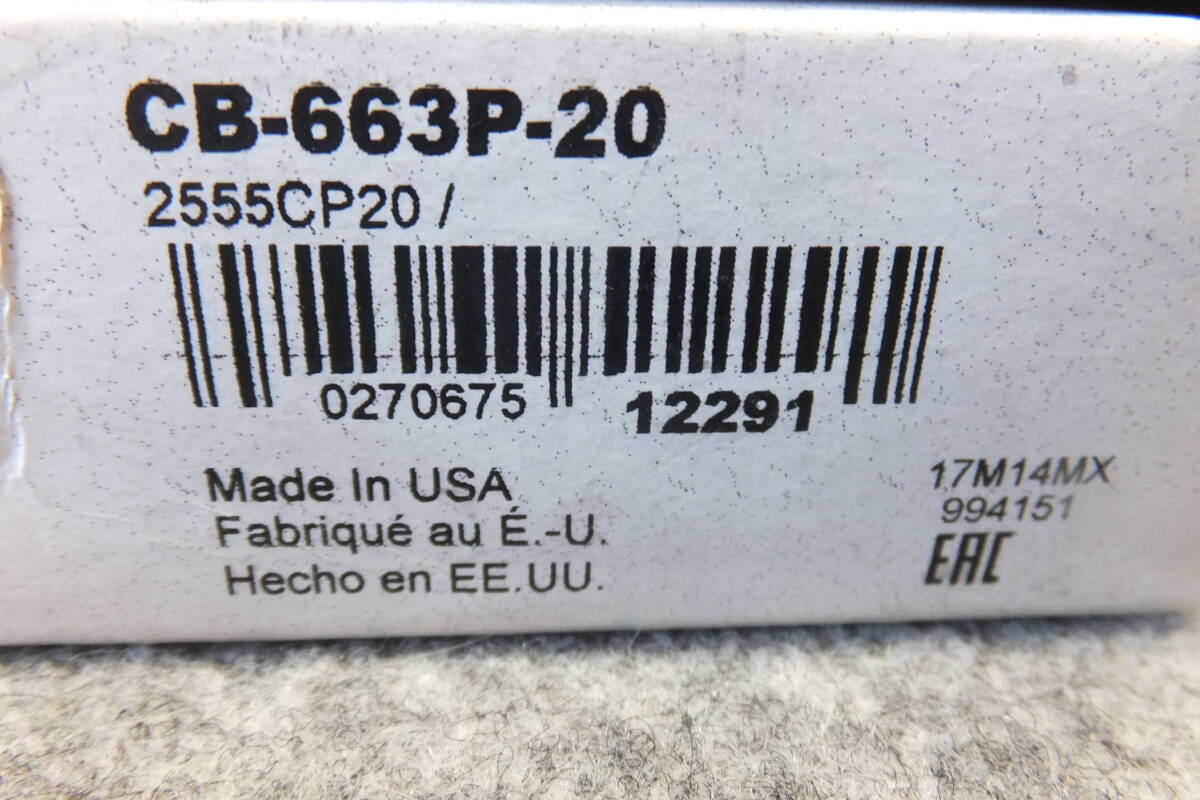 CB-663P-20
2555CP20 /
0270675 12291
Made In USA
Fabriqué au É.-U.
Hecho en EE.UU.
17M14MX
994151
EAC